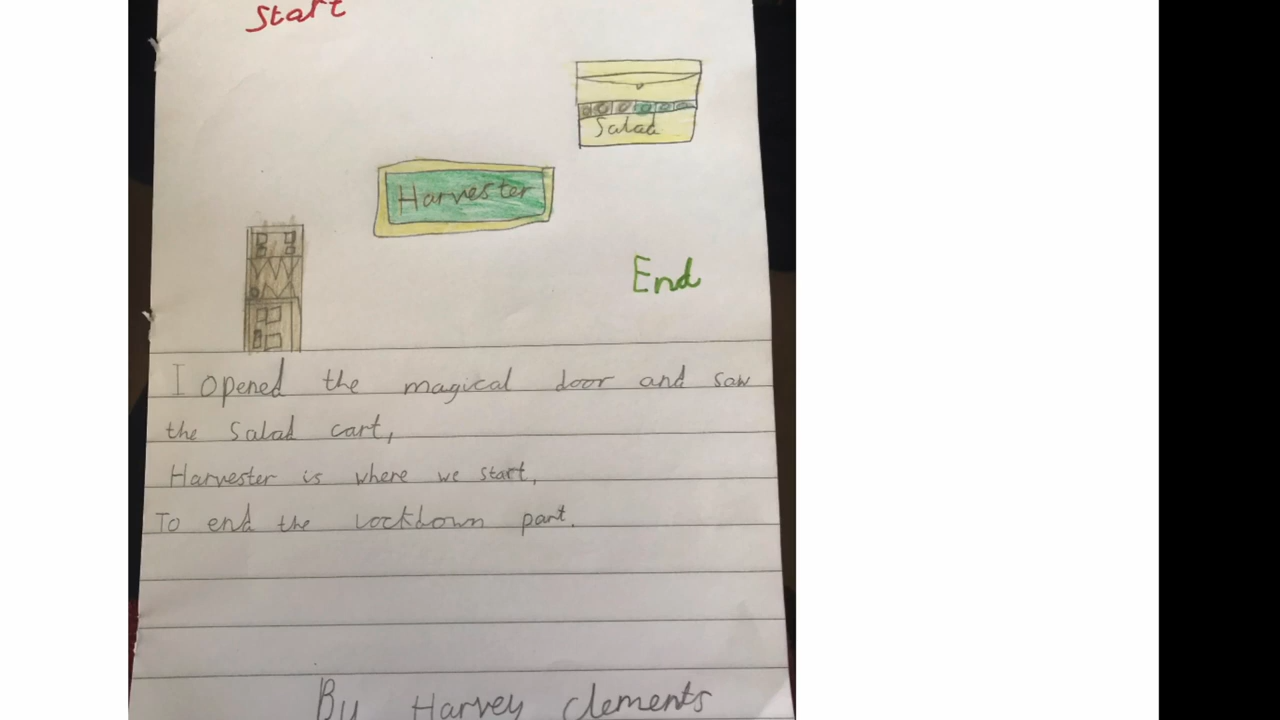 Start
Salad
Harvester
End
I opened the magical door and saw
the Salad cart,
Harvester is where we start,
To end the lockdown part.
By Harvey Clements